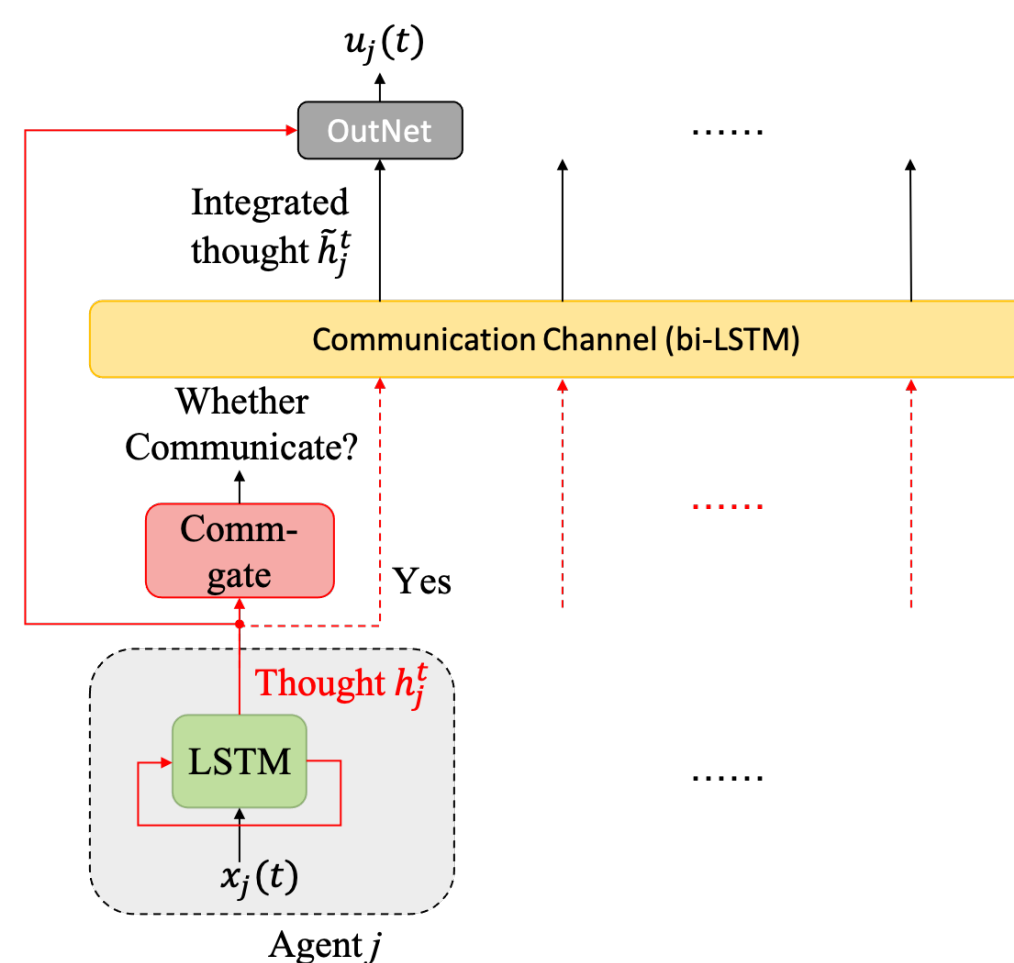 u_j(t)
OutNet
......
Integrated
thought h̃_j^t
Communication Channel (bi-LSTM)
Whether
Communicate?
Comm-
gate
......
Yes
Thought h_j^t
LSTM
......
x_j(t)
Agent j